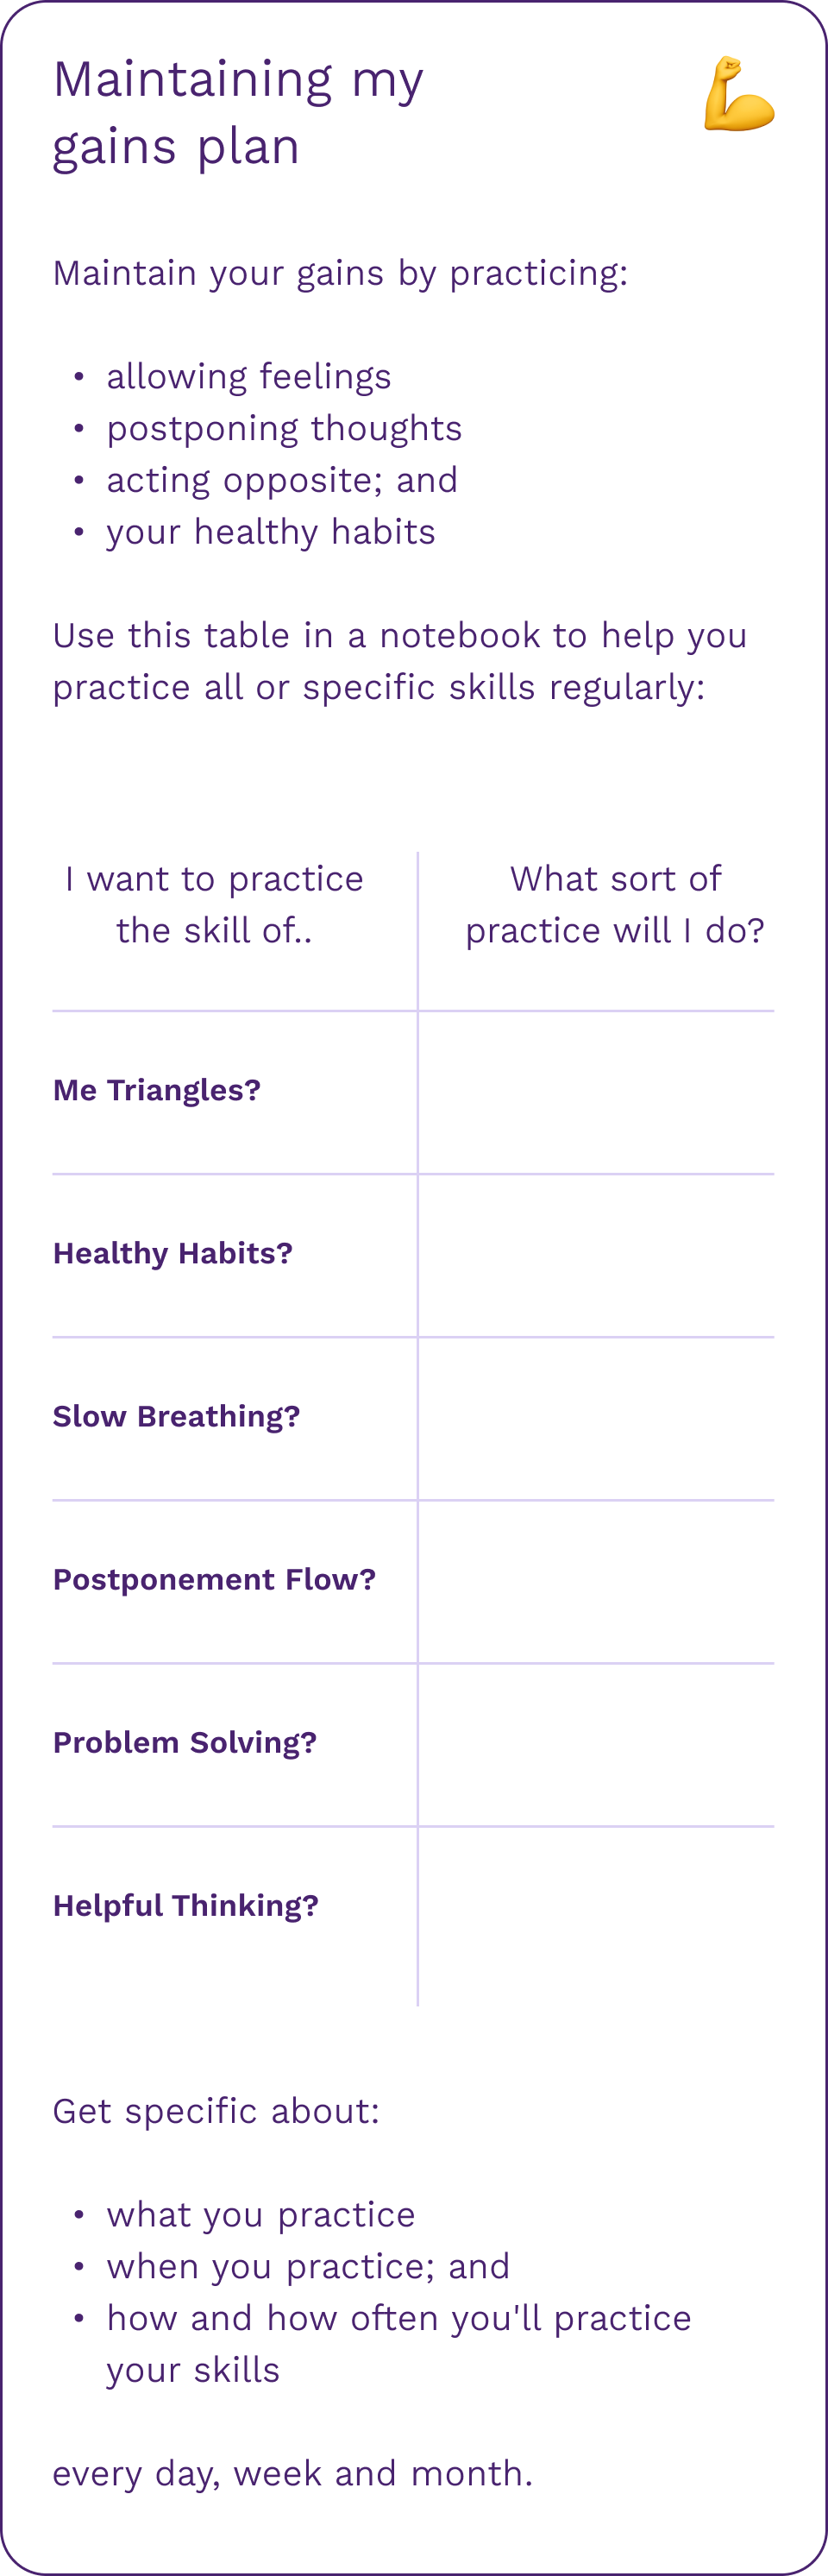 Maintaining my
gains plan
Maintain your gains by practicing:
• allowing feelings
• postponing thoughts
• acting opposite; and
• your healthy habits
Use this table in a notebook to help you
practice all or specific skills regularly:
I want to practice
the skill of..
What sort of
practice will I do?
Me Triangles?
Healthy Habits?
Slow Breathing?
Postponement Flow?
Problem Solving?
Helpful Thinking?
Get specific about:
• what you practice
• when you practice; and
• how and how often you'll practice
your skills
every day, week and month.